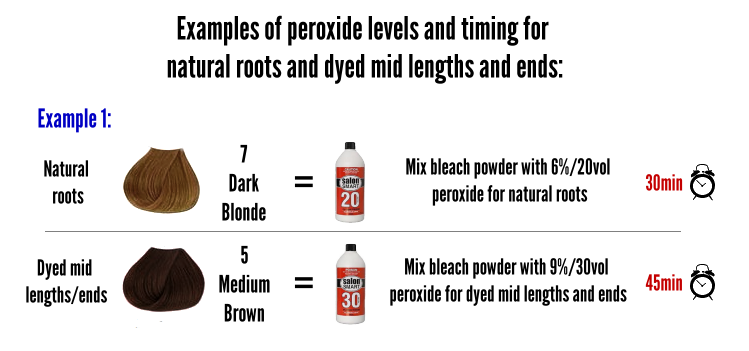 Examples of peroxide levels and timing for
natural roots and dyed mid lengths and ends:
Example 1:
Natural
roots
7
Dark
Blonde
=
salon
SMART
20
Mix bleach powder with 6%/20vol
peroxide for natural roots
30min
Dyed mid
lengths/ends
5
Medium
Brown
=
salon
SMART
30
Mix bleach powder with 9%/30vol
peroxide for dyed mid lengths and ends
45min